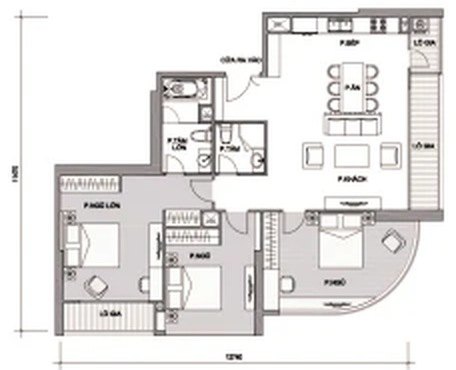 P.BẾP
LÔ GIA
CỬA RA VÀO
P.ĂN
P.TẮM
LỚN
P.TẮM
LÔ GIA
P.KHÁCH
P.NGỦ LỚN
P.NGỦ
P.NGỦ
LÔ GIA